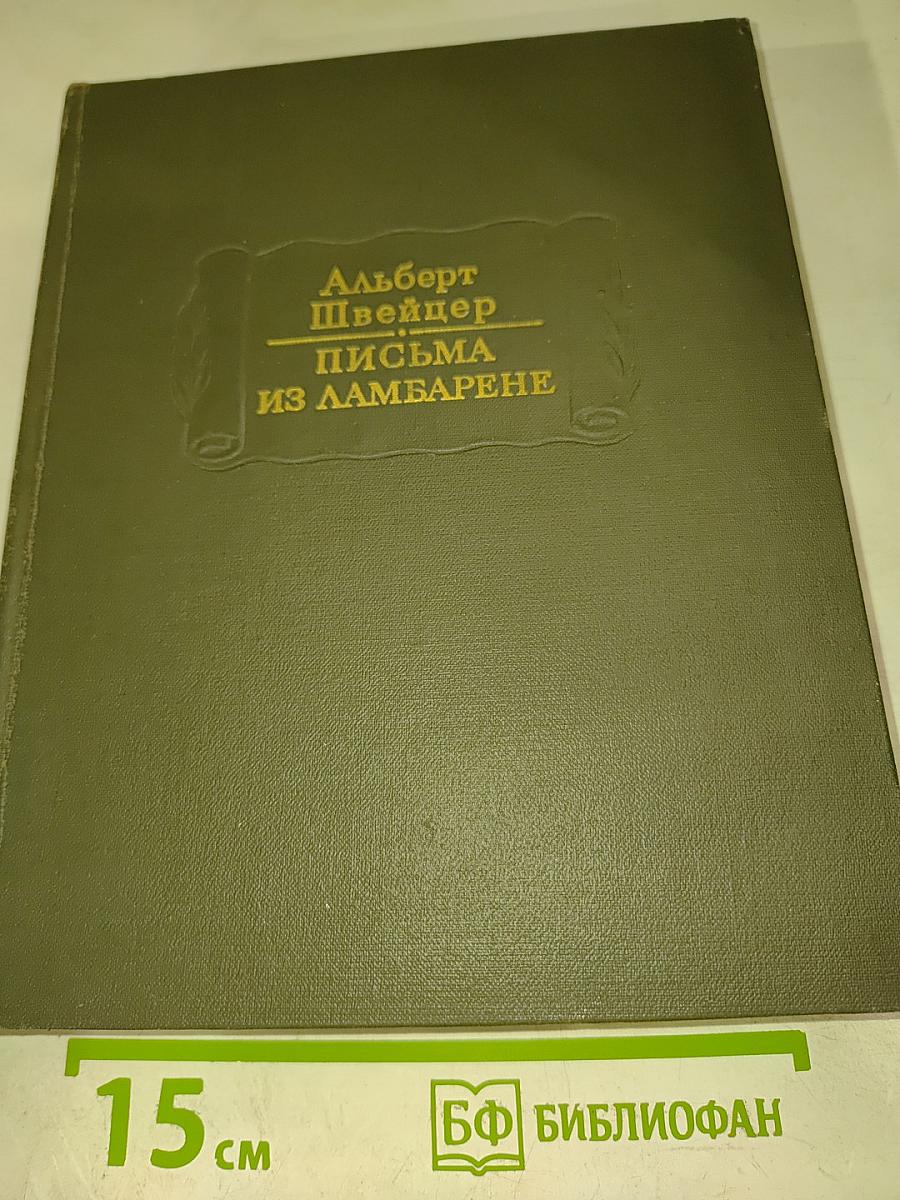 Альберт
Швейцер
ПИСЬМА
ИЗ ЛАМБАРЕНЕ
15 см
БФ БИБЛИОФАН